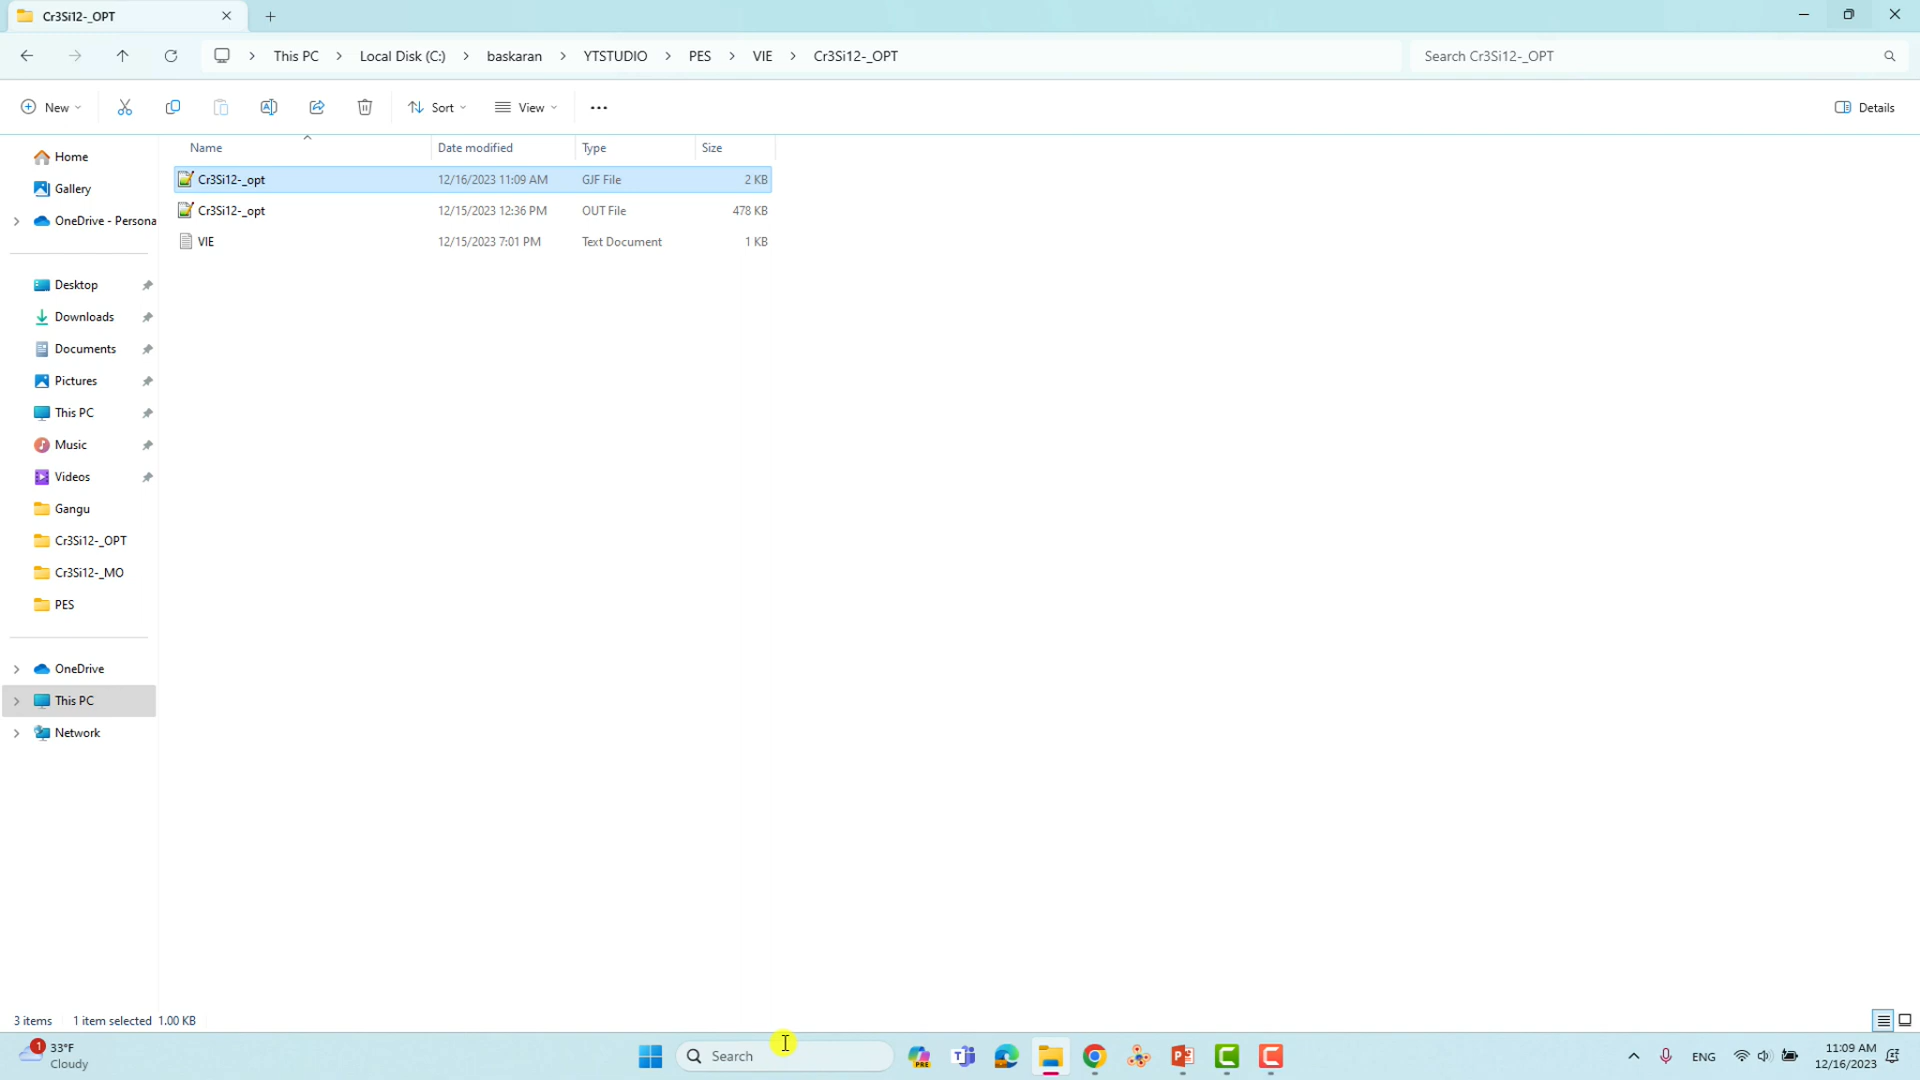 Cr3Si12-_OPT
This PC
Local Disk (C:)
baskaran
YTSTUDIO
PES
VIE
Cr3Si12-_OPT
Search Cr3Si12-_OPT
New
Sort
View
Details
Name Date modified Type Size
Cr3Si12-_opt 12/16/2023 11:09 AM GJF File 2 KB
Cr3Si12-_opt 12/15/2023 12:36 PM OUT File 478 KB
VIE 12/15/2023 7:01 PM Text Document 1 KB
Home
Gallery
OneDrive - Persona
Desktop
Downloads
Documents
Pictures
This PC
Music
Videos
Gangu
Cr3Si12-_OPT
Cr3Si12-_MO
PES
OneDrive
This PC
Network
3 items 1 item selected 1.00 KB
1
33°F
Cloudy
Search
PRE
ENG
11:09 AM
12/16/2023